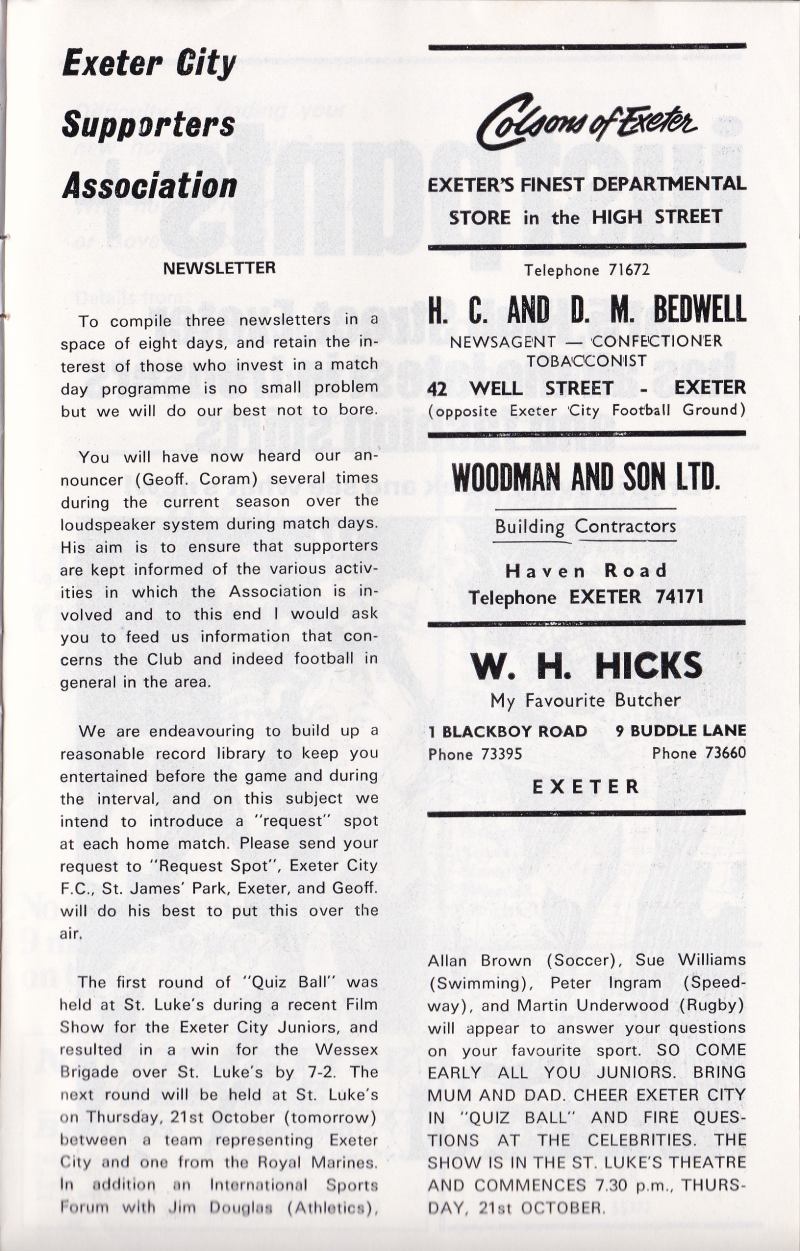 Exeter City
Supporters
Association
NEWSLETTER
To compile three newsletters in a
space of eight days, and retain the in-
terest of those who invest in a match
day programme is no small problem
but we will do our best not to bore.
You will have now heard our an-
nouncer (Geoff. Coram) several times
during the current season over the
loudspeaker system during match days.
His aim is to ensure that supporters
are kept informed of the various activ-
ities in which the Association is in-
volved and to this end I would ask
you to feed us information that con-
cerns the Club and indeed football in
general in the area.
We are endeavouring to build up a
reasonable record library to keep you
entertained before the game and during
the interval, and on this subject we
intend to introduce a "request" spot
at each home match. Please send your
request to "Request Spot", Exeter City
F.C., St. James' Park, Exeter, and Geoff.
will do his best to put this over the
air.
The first round of "Quiz Ball" was
held at St. Luke's during a recent Film
Show for the Exeter City Juniors, and
resulted in a win for the Wessex
Brigade over St. Luke's by 7-2. The
next round will be held at St. Luke's
on Thursday, 21st October (tomorrow)
between a team representing Exeter
City and one from the Royal Marines.
In addition an International Sports
Forum with Jim Douglas (Athletics),
Colsons of Exeter
EXETER'S FINEST DEPARTMENTAL
STORE in the HIGH STREET
Telephone 71672
H. C. AND D. M. BEDWELL
NEWSAGENT — CONFECTIONER
TOBACCONIST
42 WELL STREET - EXETER
(opposite Exeter City Football Ground)
WOODMAN AND SON LTD.
Building Contractors
Haven Road
Telephone EXETER 74171
W. H. HICKS
My Favourite Butcher
1 BLACKBOY ROAD 9 BUDDLE LANE
Phone 73395 Phone 73660
EXETER
Allan Brown (Soccer), Sue Williams
(Swimming), Peter Ingram (Speed-
way), and Martin Underwood (Rugby)
will appear to answer your questions
on your favourite sport. SO COME
EARLY ALL YOU JUNIORS. BRING
MUM AND DAD. CHEER EXETER CITY
IN "QUIZ BALL" AND FIRE QUES-
TIONS AT THE CELEBRITIES. THE
SHOW IS IN THE ST. LUKE'S THEATRE
AND COMMENCES 7.30 p.m., THURS-
DAY, 21st OCTOBER.